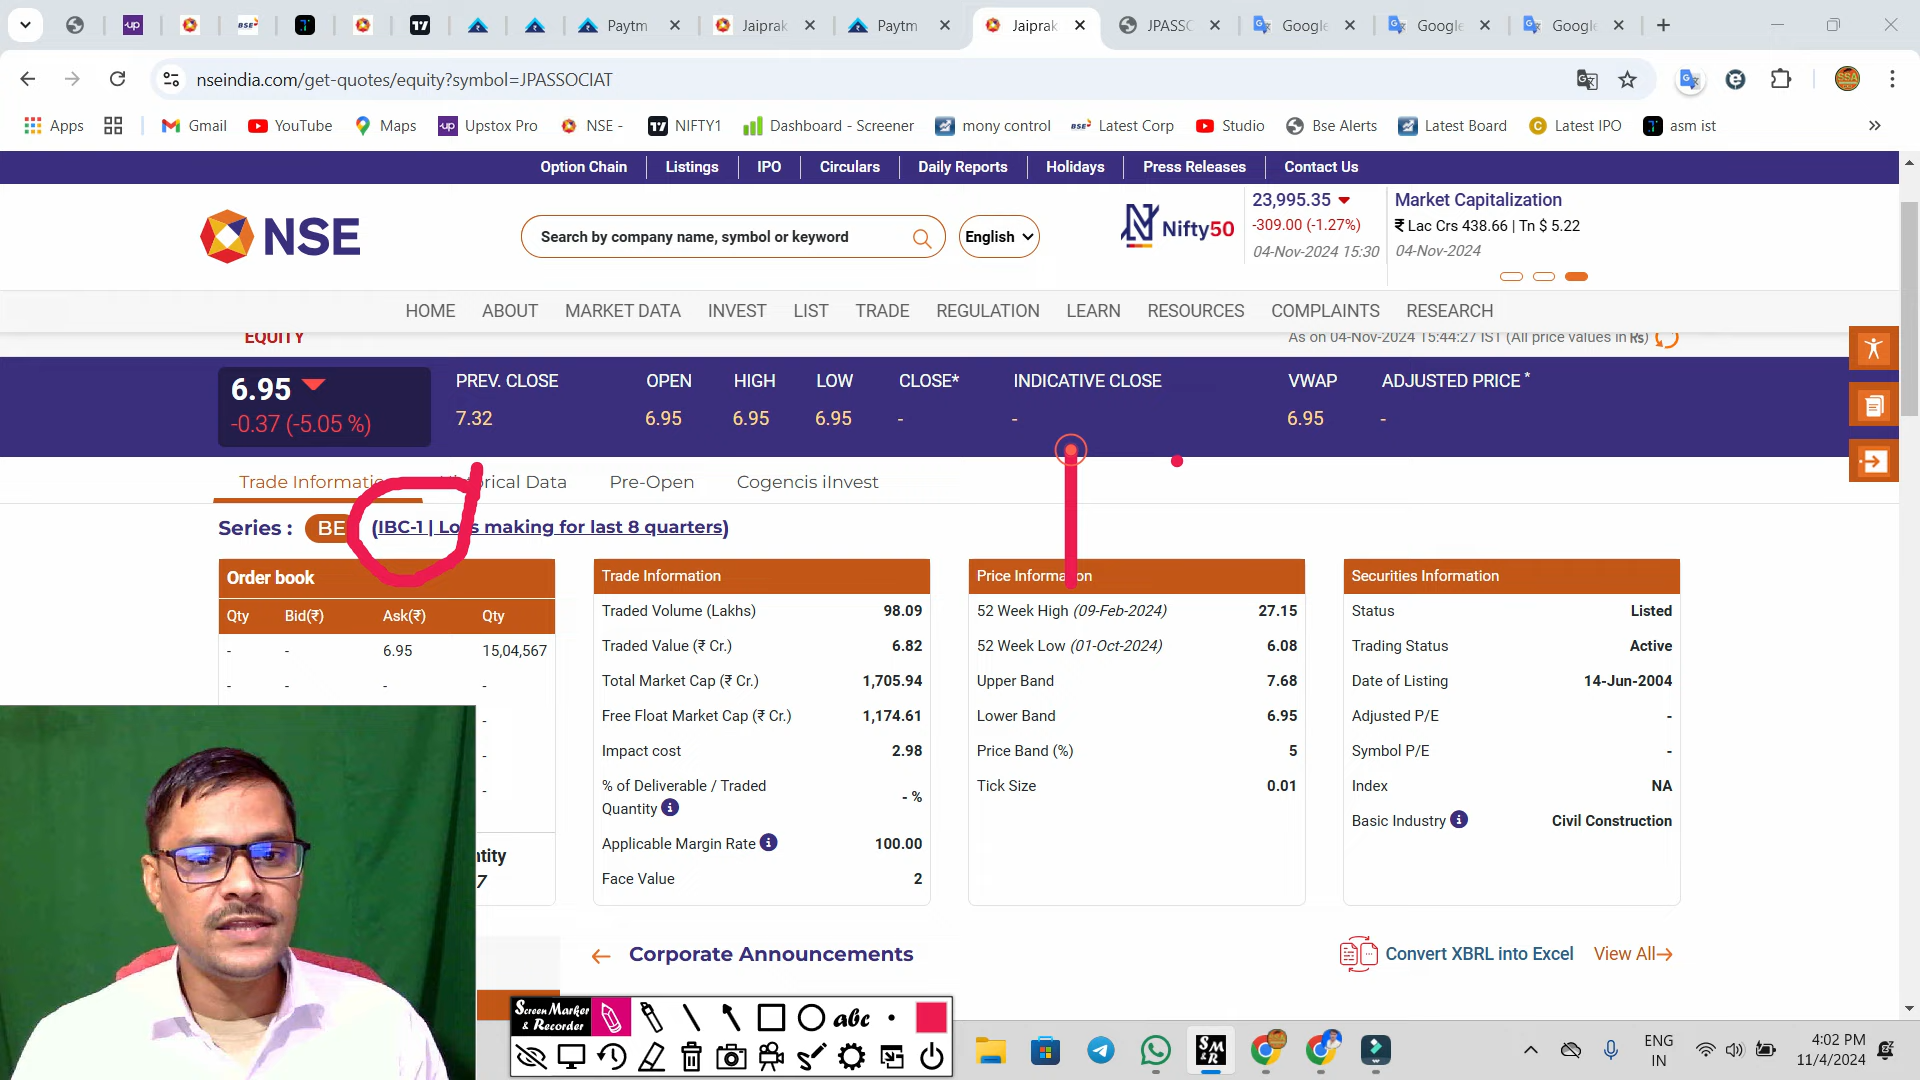 Paytm
Jaiprak
Paytm
Jaiprak
JPASSC
Google
Google
Google
nseindia.com/get-quotes/equity?symbol=JPASSOCIAT
Apps
Gmail
YouTube
Maps
Upstox Pro
NSE -
NIFTY1
Dashboard - Screener
mony control
Latest Corp
Studio
Bse Alerts
Latest Board
Latest IPO
asm ist
Option Chain
Listings
IPO
Circulars
Daily Reports
Holidays
Press Releases
Contact Us
NSE
Search by company name, symbol or keyword
English
Nifty50
23,995.35
-309.00 (-1.27%)
04-Nov-2024 15:30
Market Capitalization
₹ Lac Crs 438.66 | Tn $ 5.22
04-Nov-2024
HOME ABOUT MARKET DATA INVEST LIST TRADE REGULATION LEARN RESOURCES COMPLAINTS RESEARCH
EQUITY
As on 04-Nov-2024 15:44:27 IST (All price values in Rs)
6.95
-0.37 (-5.05 %)
PREV. CLOSE OPEN HIGH LOW CLOSE* INDICATIVE CLOSE VWAP ADJUSTED PRICE *
7.32 6.95 6.95 6.95 - - 6.95 -
Trade Information
Data
Pre-Open
Cogencis iInvest
Series : BE (IBC-1 | Loss making for last 8 quarters)
Order book
Qty Bid(₹) Ask(₹) Qty
- - 6.95 15,04,567
- - - -
-
-
-
7
Trade Information
Traded Volume (Lakhs) 98.09
Traded Value (₹ Cr.) 6.82
Total Market Cap (₹ Cr.) 1,705.94
Free Float Market Cap (₹ Cr.) 1,174.61
Impact cost 2.98
% of Deliverable / Traded
Quantity - %
Applicable Margin Rate 100.00
Face Value 2
Price Information
52 Week High (09-Feb-2024) 27.15
52 Week Low (01-Oct-2024) 6.08
Upper Band 7.68
Lower Band 6.95
Price Band (%) 5
Tick Size 0.01
Securities Information
Status Listed
Trading Status Active
Date of Listing 14-Jun-2004
Adjusted P/E -
Symbol P/E -
Index NA
Basic Industry Civil Construction
Corporate Announcements
Convert XBRL into Excel
View All
Screen Marker
& Recorder
abc
ENG
IN
4:02 PM
11/4/2024